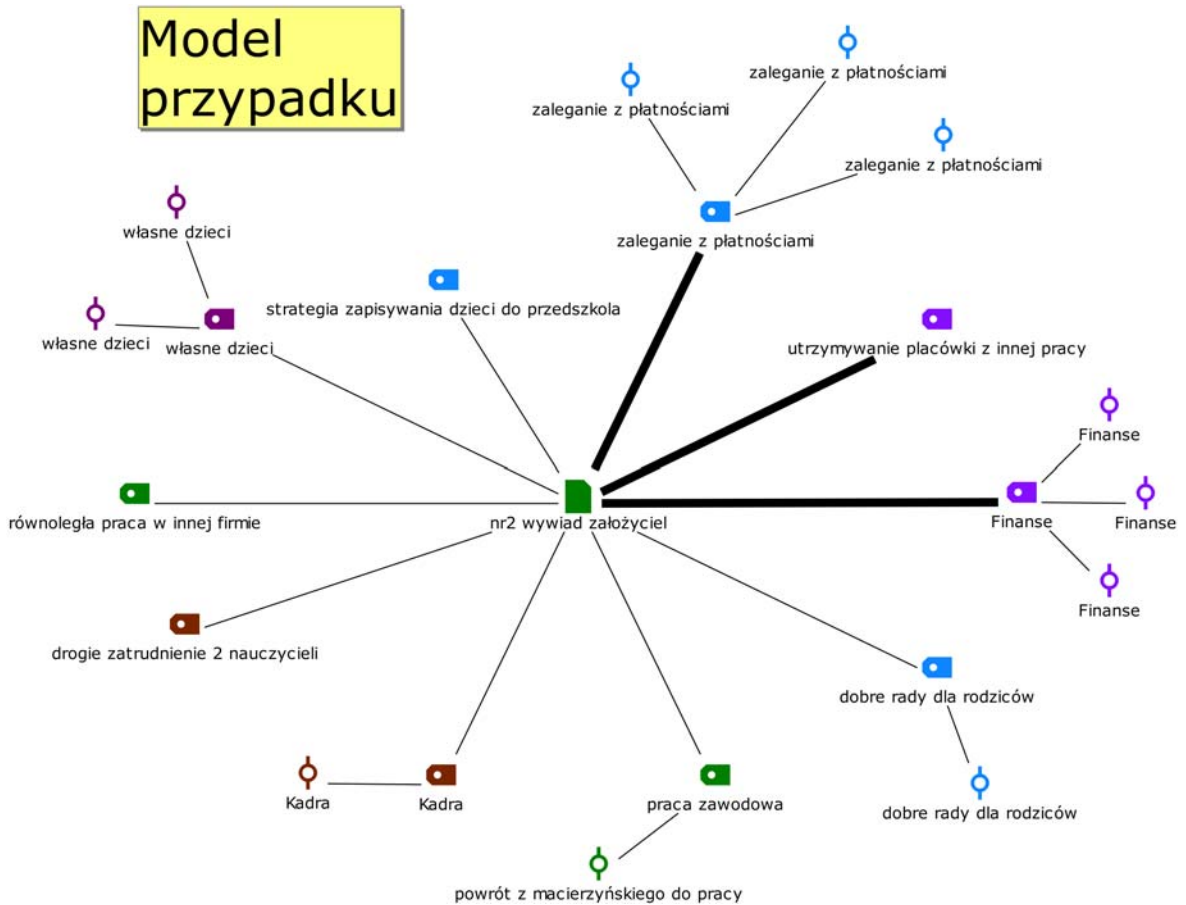 Model
przypadku
zaleganie z płatnościami
zaleganie z płatnościami
zaleganie z płatnościami
zaleganie z płatnościami
własne dzieci
strategia zapisywania dzieci do przedszkola
własne dzieci
własne dzieci
utrzymywanie placówki z innej pracy
Finanse
Finanse
Finanse
Finanse
równoległa praca w innej firmie
nr2 wywiad założyciel
drogie zatrudnienie 2 nauczycieli
dobre rady dla rodziców
Kadra
Kadra
praca zawodowa
dobre rady dla rodziców
powrót z macierzyńskiego do pracy